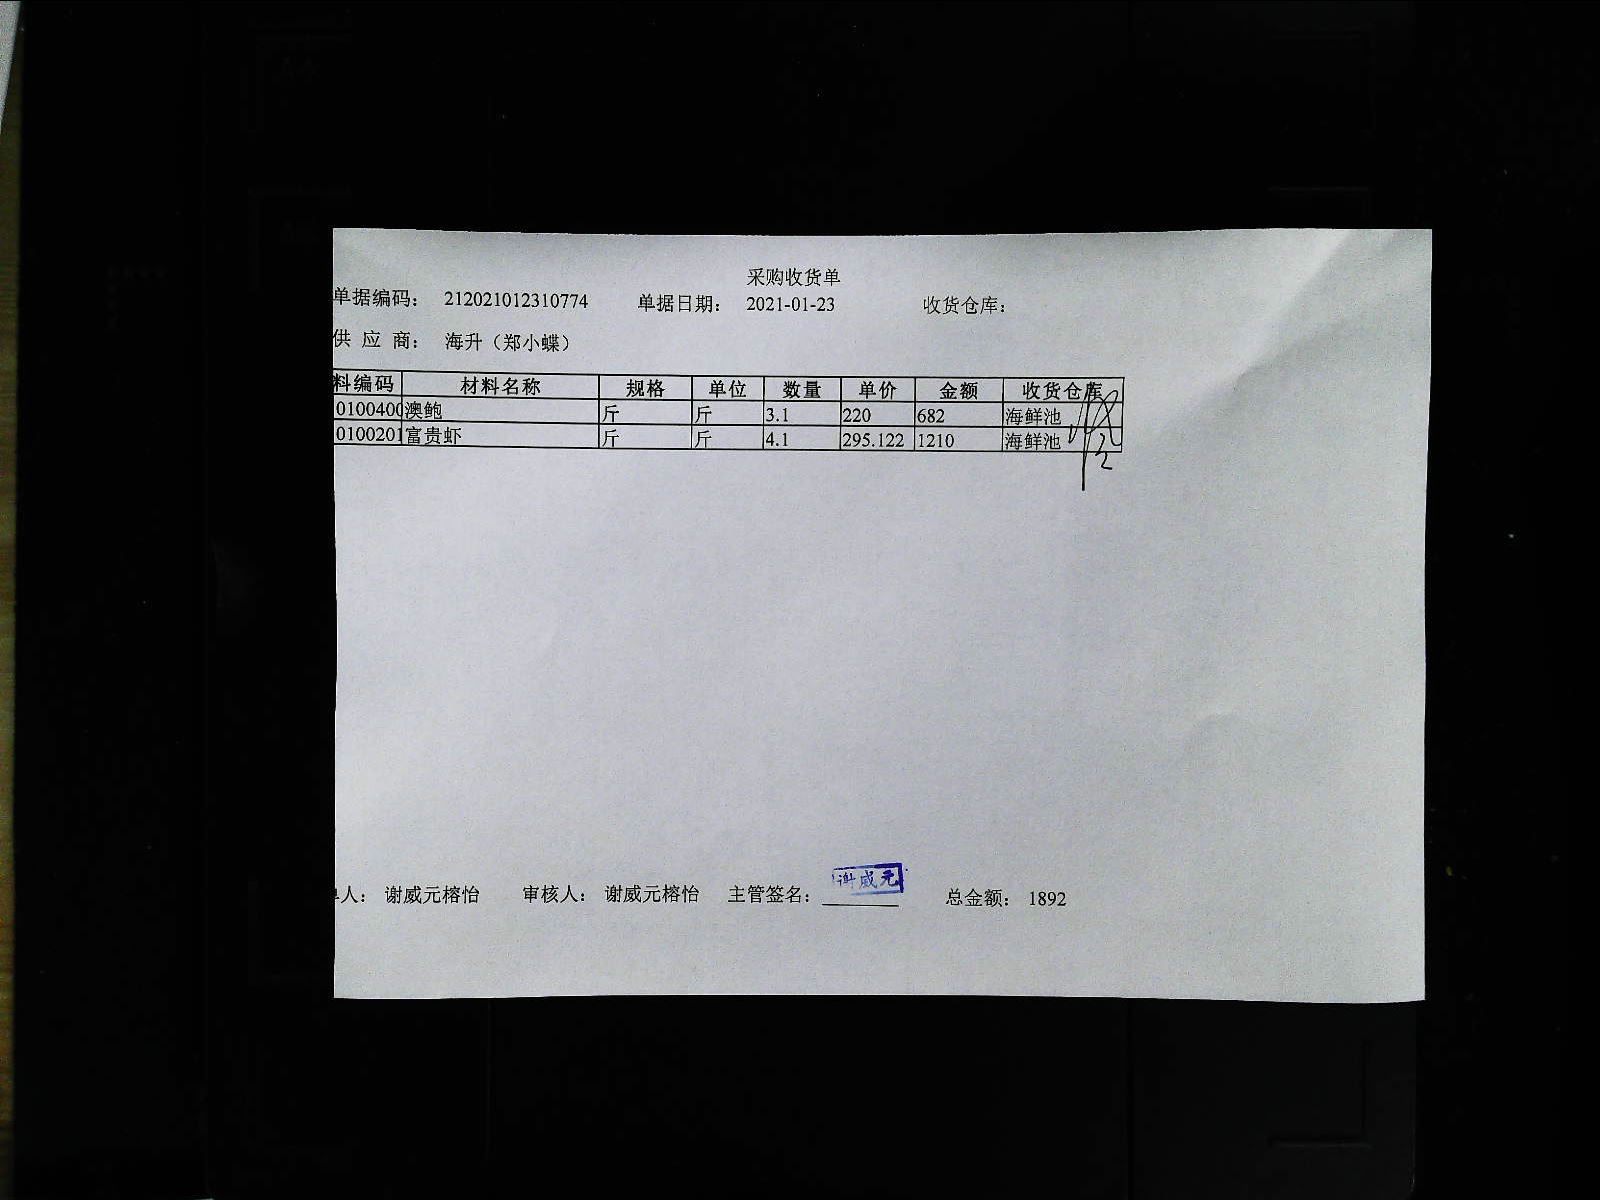 采购收货单
单据编码： 212021012310774 单据日期： 2021-01-23 收货仓库：
供 应 商： 海升（郑小蝶）
料编码 材料名称 规格 单位 数量 单价 金额 收货仓库
0100400 澳鲍 斤 斤 3.1 220 682 海鲜池
0100201 富贵虾 斤 斤 4.1 295.122 1210 海鲜池
人： 谢威元榕怡 审核人： 谢威元榕怡 主管签名： 谢威元 总金额： 1892